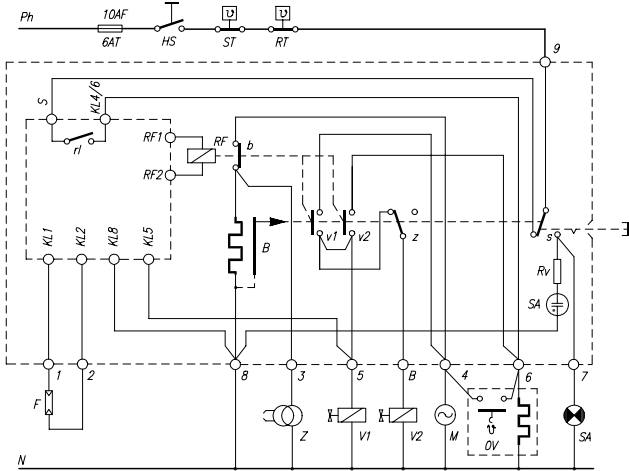 Ph
10AF
6AT
HS
ϑ
ST
ϑ
RT
9
S
KL4/6
rl
RF1
RF
b
RF2
KL1
KL2
KL8
KL5
B
v1
v2
z
s
Rv
SA
1
2
8
3
5
B
4
6
7
F
Z
V1
V2
M
ϑ
OV
SA
N